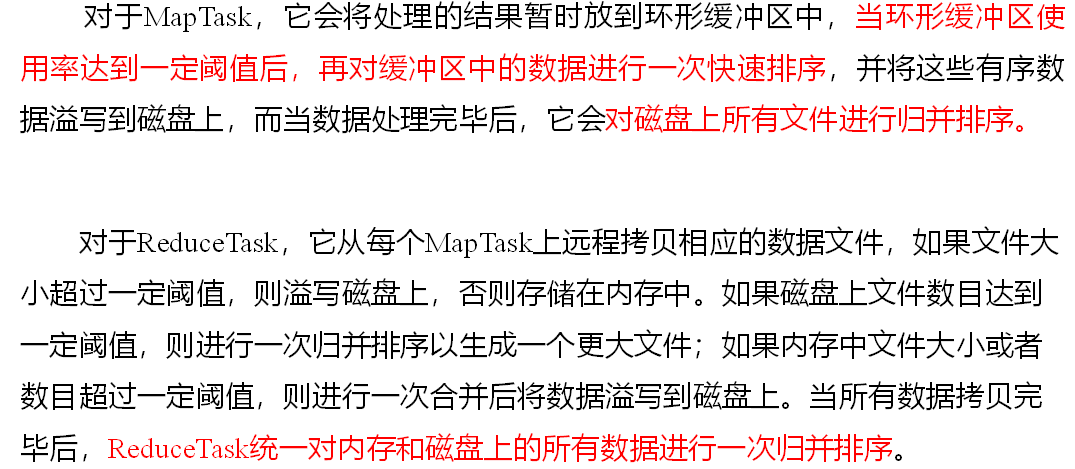 对于MapTask，它会将处理的结果暂时放到环形缓冲区中，当环形缓冲区使
用率达到一定阈值后，再对缓冲区中的数据进行一次快速排序，并将这些有序数
据溢写到磁盘上，而当数据处理完毕后，它会对磁盘上所有文件进行归并排序。
对于ReduceTask，它从每个MapTask上远程拷贝相应的数据文件，如果文件大
小超过一定阈值，则溢写磁盘上，否则存储在内存中。如果磁盘上文件数目达到
一定阈值，则进行一次归并排序以生成一个更大文件；如果内存中文件大小或者
数目超过一定阈值，则进行一次合并后将数据溢写到磁盘上。当所有数据拷贝完
毕后，ReduceTask统一对内存和磁盘上的所有数据进行一次归并排序。